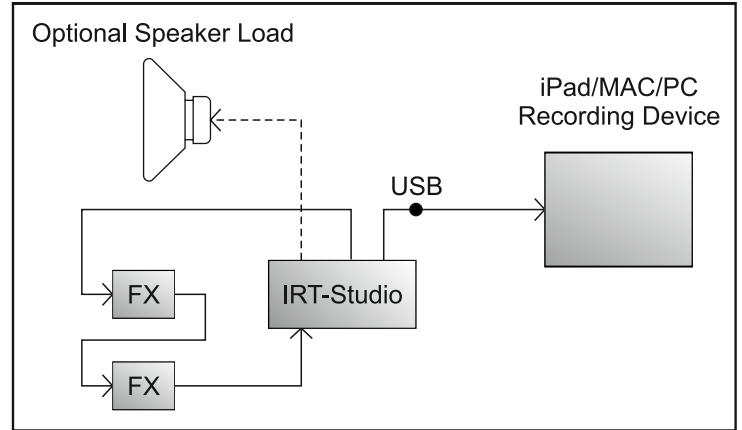 Optional Speaker Load
iPad/MAC/PC
Recording Device
USB
FX
IRT-Studio
FX